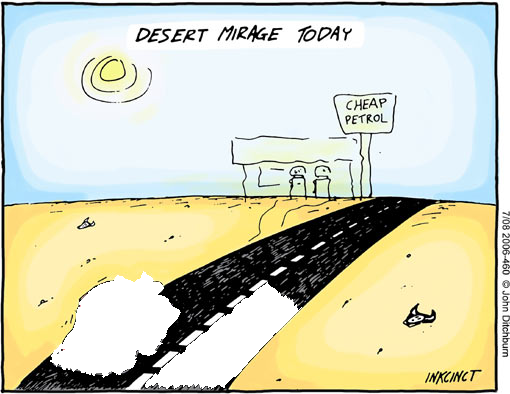 DESERT MIRAGE TODAY
CHEAP
PETROL
7/08 2006-460 © John Ditchburn
INKCINCT